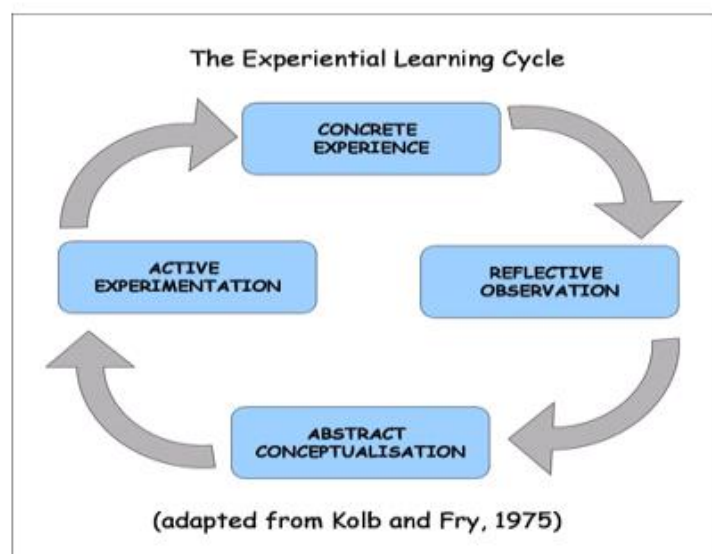 The Experiential Learning Cycle
CONCRETE
EXPERIENCE
ACTIVE
EXPERIMENTATION
REFLECTIVE
OBSERVATION
ABSTRACT
CONCEPTUALISATION
(adapted from Kolb and Fry, 1975)